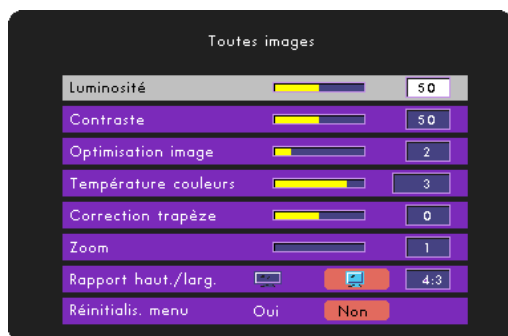 Toutes images
Luminosité 50
Contraste 50
Optimisation image 2
Température couleurs 3
Correction trapèze 0
Zoom 1
Rapport haut./larg. 4:3
Réinitialis. menu Oui Non